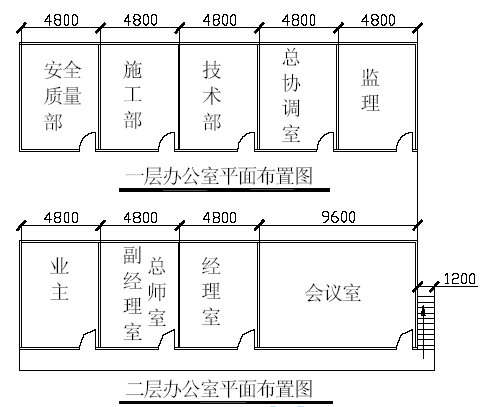 4800 4800 4800 4800 4800
安全质量部
施工部
技术部
总协调室
监理
一层办公室平面布置图
4800 4800 4800 9600
业主
副经理室
总师室
经理室
会议室
1200
二层办公室平面布置图